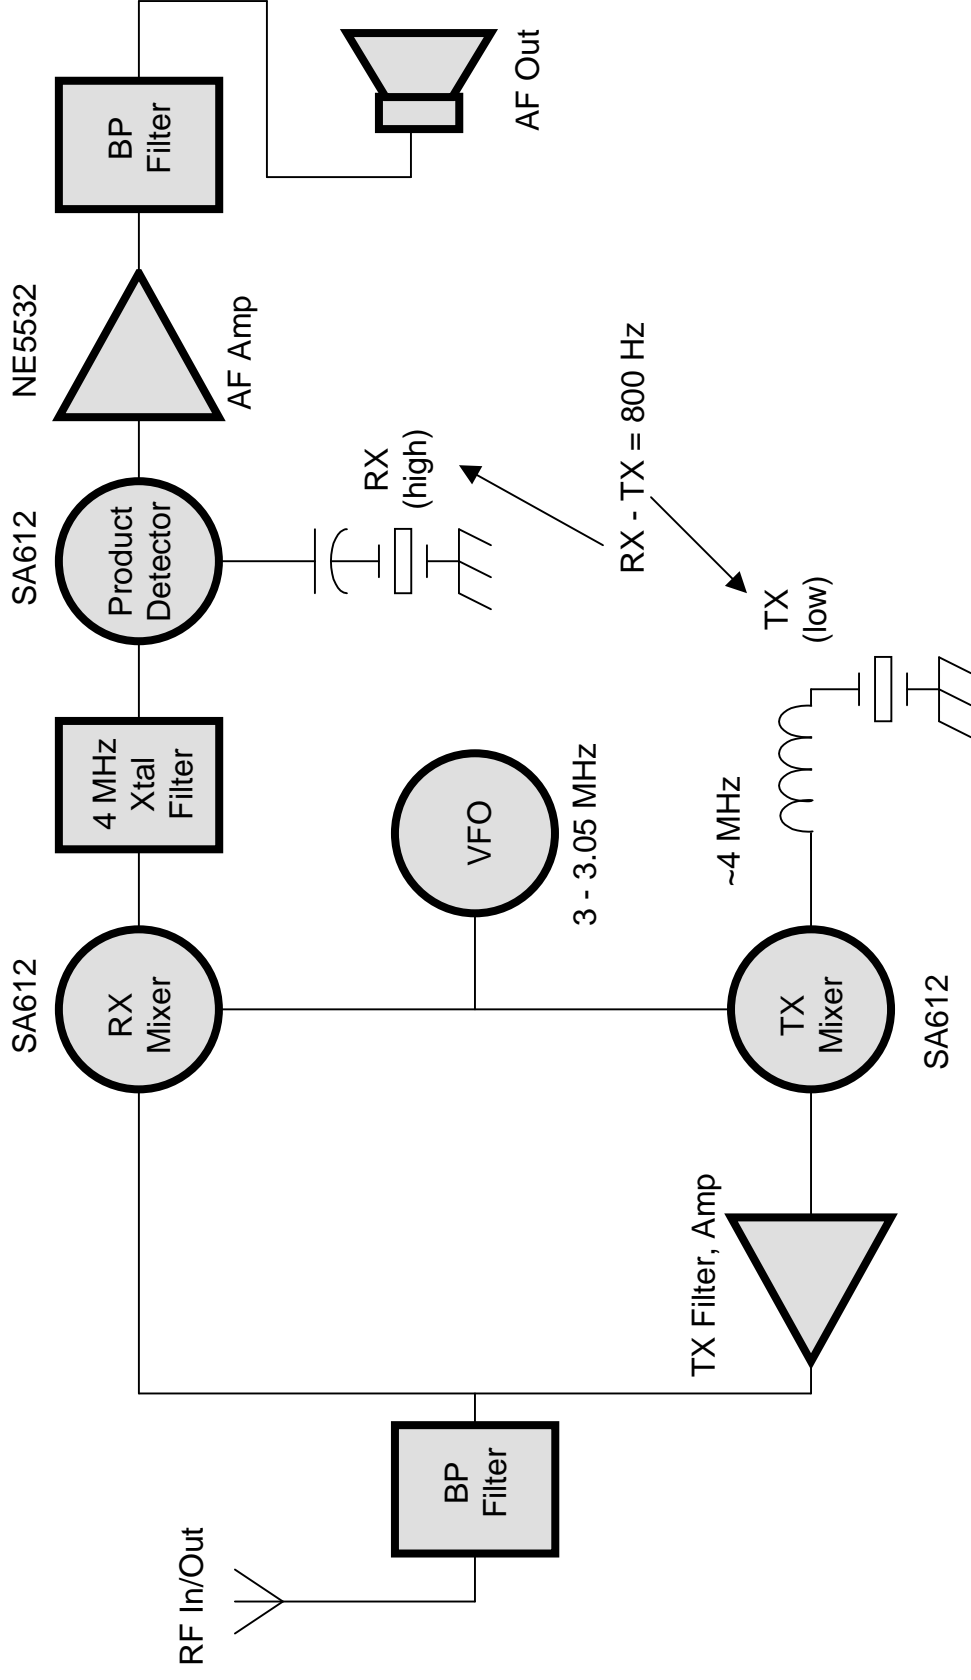 RF In/Out
BP
Filter
SA612
RX
Mixer
4 MHz
Xtal
Filter
SA612
Product
Detector
NE5532
AF Amp
BP
Filter
AF Out
RX
(high)
RX - TX = 800 Hz
VFO
3 - 3.05 MHz
TX
(low)
~4 MHz
TX Filter, Amp
TX
Mixer
SA612